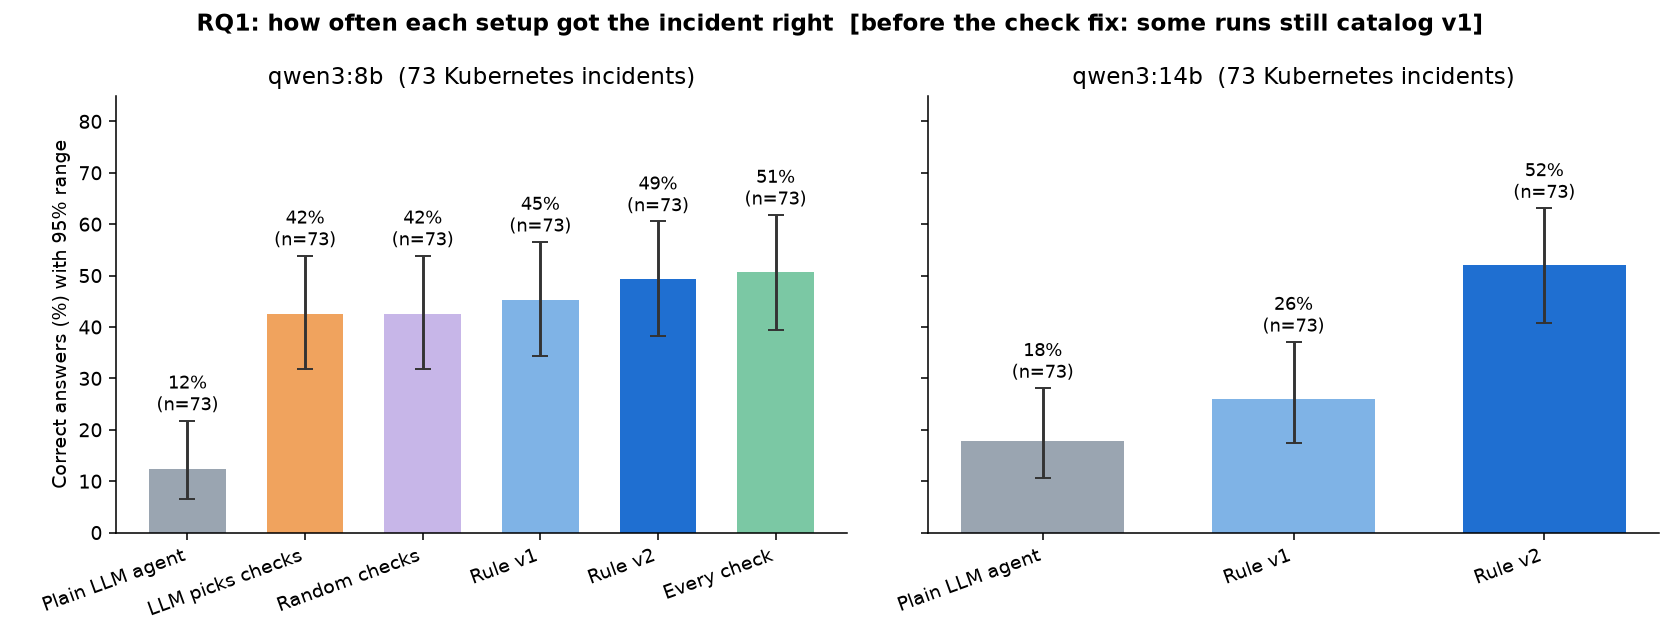 RQ1: how often each setup got the incident right  [before the check fix: some runs still catalog v1]
qwen3:8b  (73 Kubernetes incidents)
Correct answers (%) with 95% range
80
70
60
50
40
30
20
10
0
12%
(n=73)
42%
(n=73)
42%
(n=73)
45%
(n=73)
49%
(n=73)
51%
(n=73)
Plain LLM agent
LLM picks checks
Random checks
Rule v1
Rule v2
Every check
qwen3:14b  (73 Kubernetes incidents)
18%
(n=73)
26%
(n=73)
52%
(n=73)
Plain LLM agent
Rule v1
Rule v2